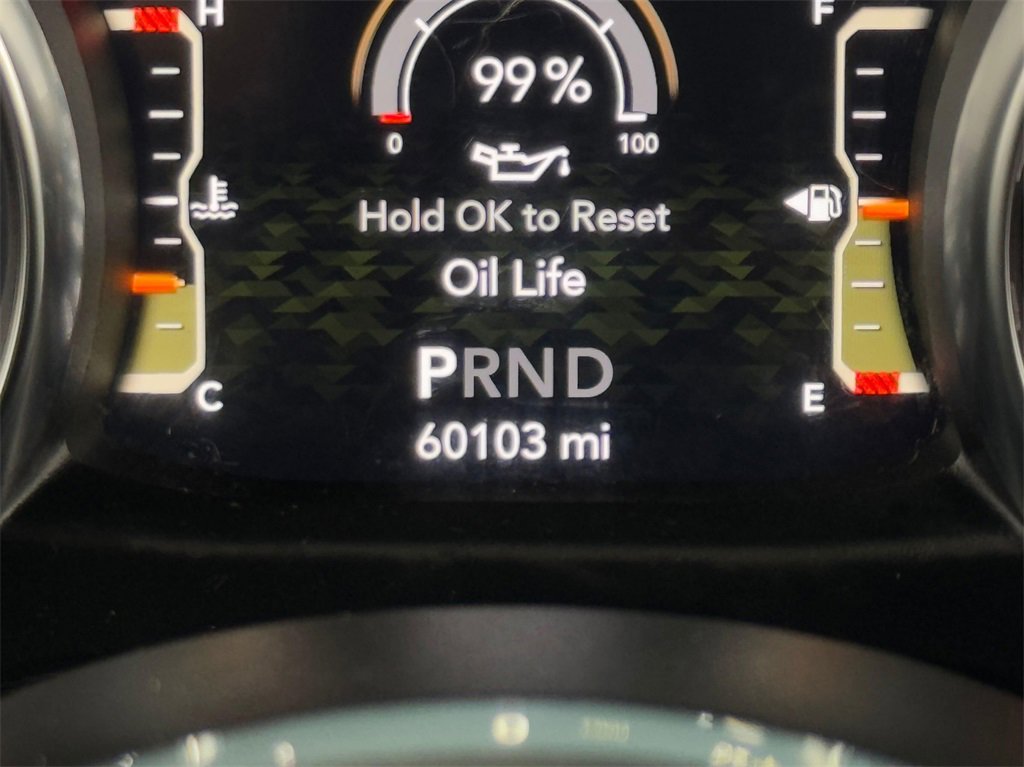 H
F
99 %
0
100
Hold OK to Reset
Oil Life
PRND
C
E
60103 mi